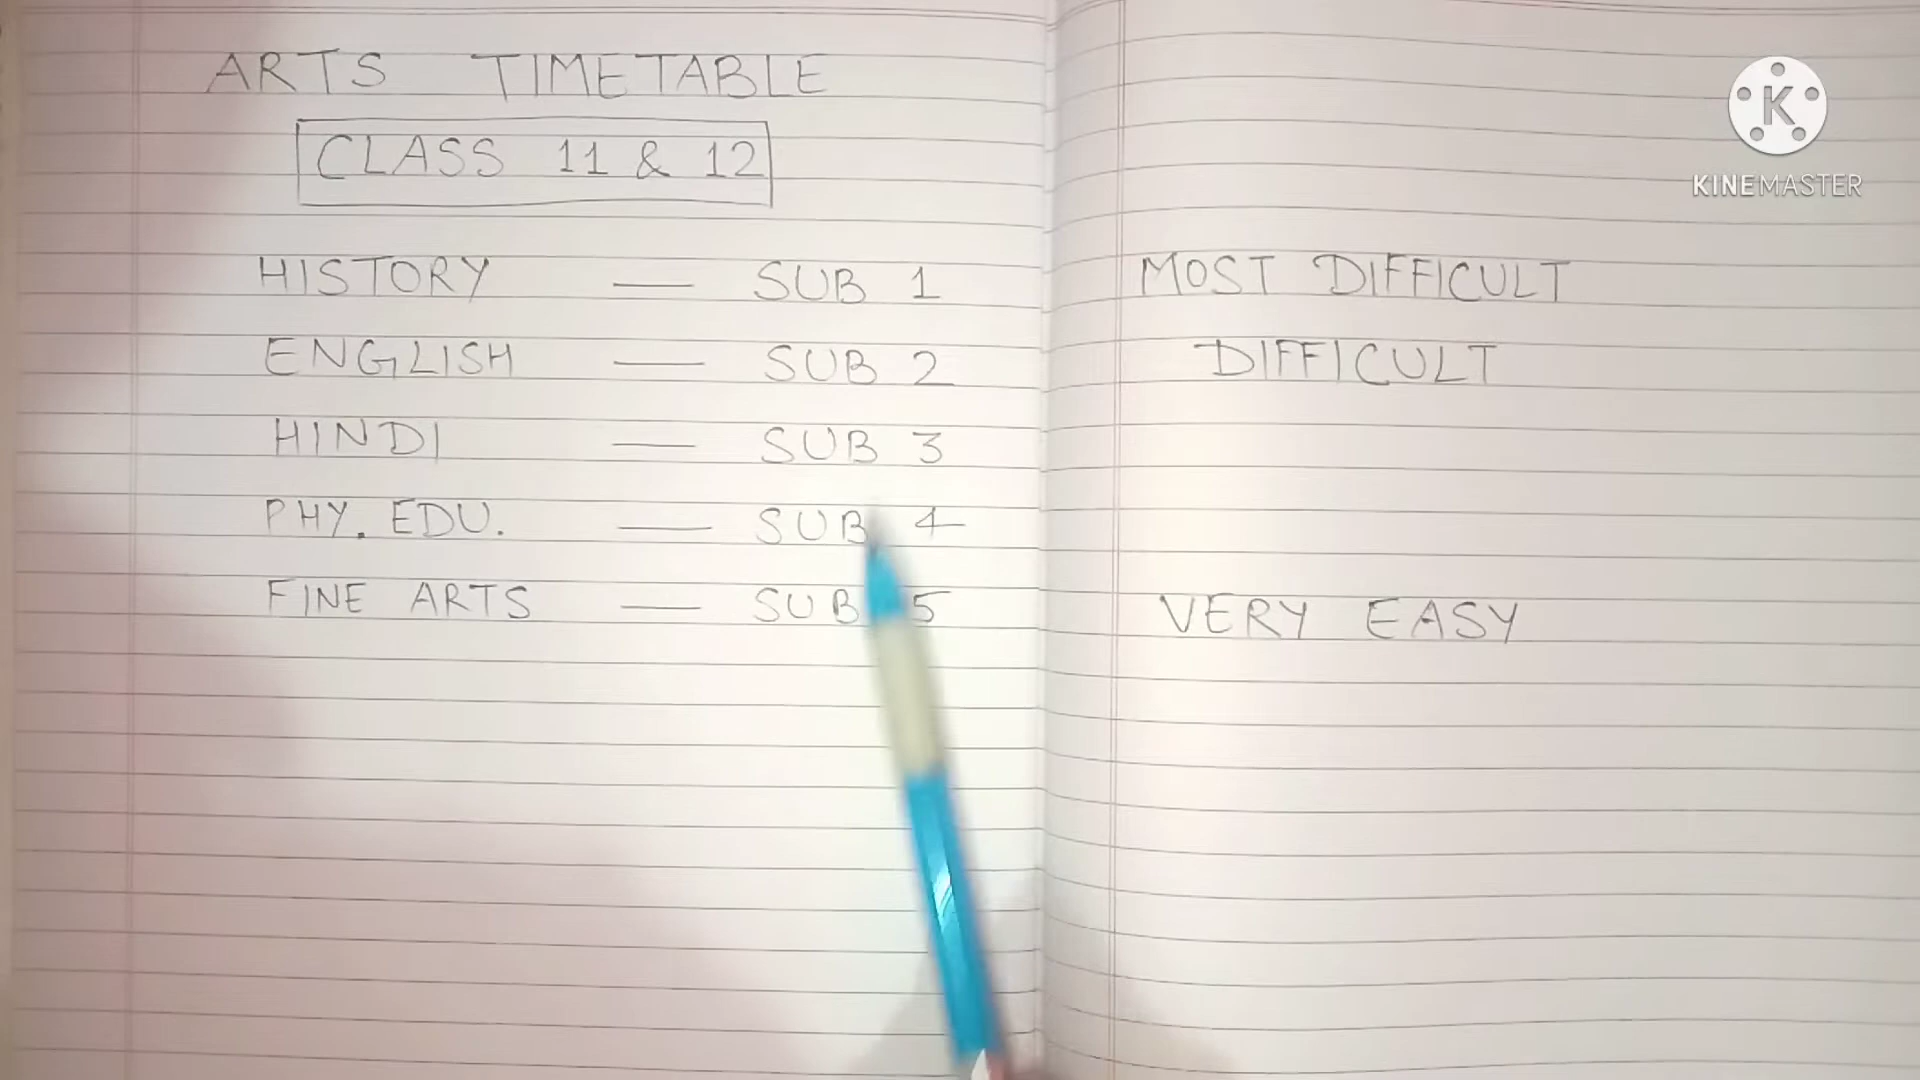 ARTS TIMETABLE
CLASS 11 & 12
HISTORY — SUB 1 MOST DIFFICULT
ENGLISH — SUB 2 DIFFICULT
HINDI — SUB 3
PHY. EDU. — SUB 4
FINE ARTS — SUB 5 VERY EASY
K
KINEMASTER